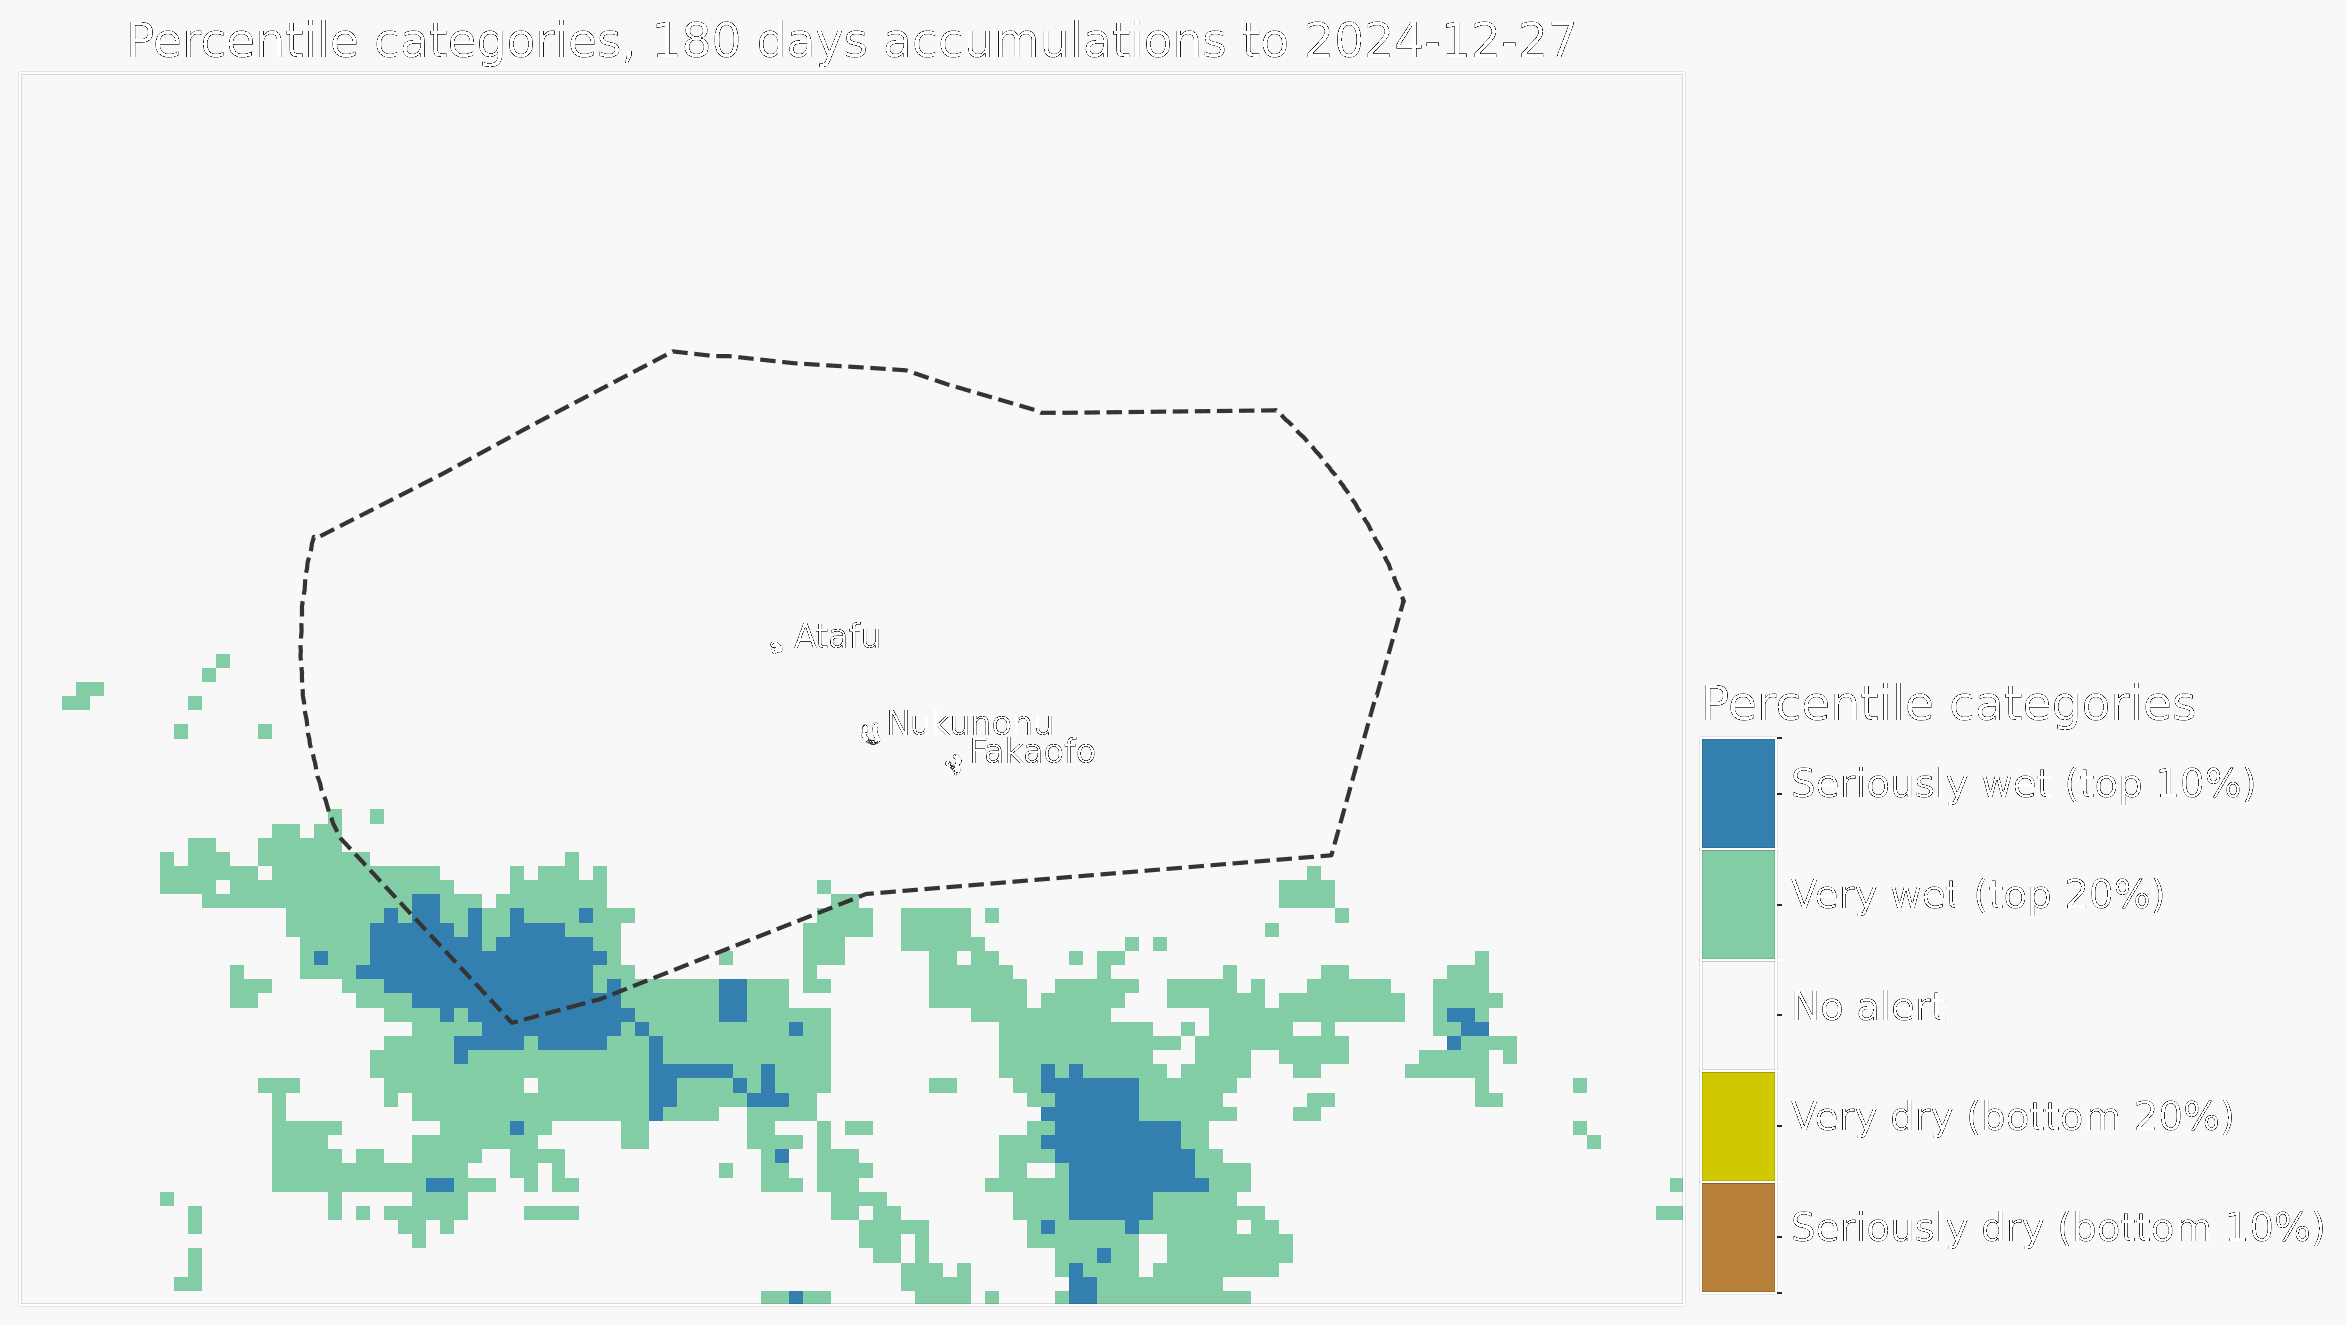 Percentile categories, 180 days accumulations to 2024-12-27
Atafu
Nukunonu
Fakaofo
Percentile categories
Seriously wet (top 10%)
Very wet (top 20%)
No alert
Very dry (bottom 20%)
Seriously dry (bottom 10%)